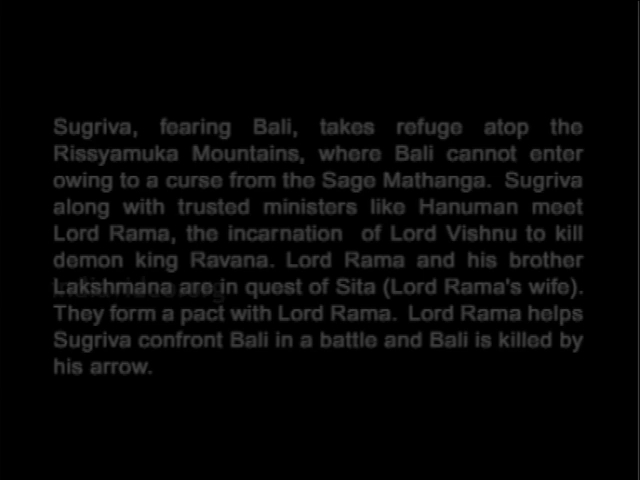 Sugriva, fearing Bali, takes refuge atop the
Rissyamuka Mountains, where Bali cannot enter
owing to a curse from the Sage Mathanga. Sugriva
along with trusted ministers like Hanuman meet
Lord Rama, the incarnation of Lord Vishnu to kill
demon king Ravana. Lord Rama and his brother
Lakshmana are in quest of Sita (Lord Rama's wife).
They form a pact with Lord Rama. Lord Rama helps
Sugriva confront Bali in a battle and Bali is killed by
his arrow.